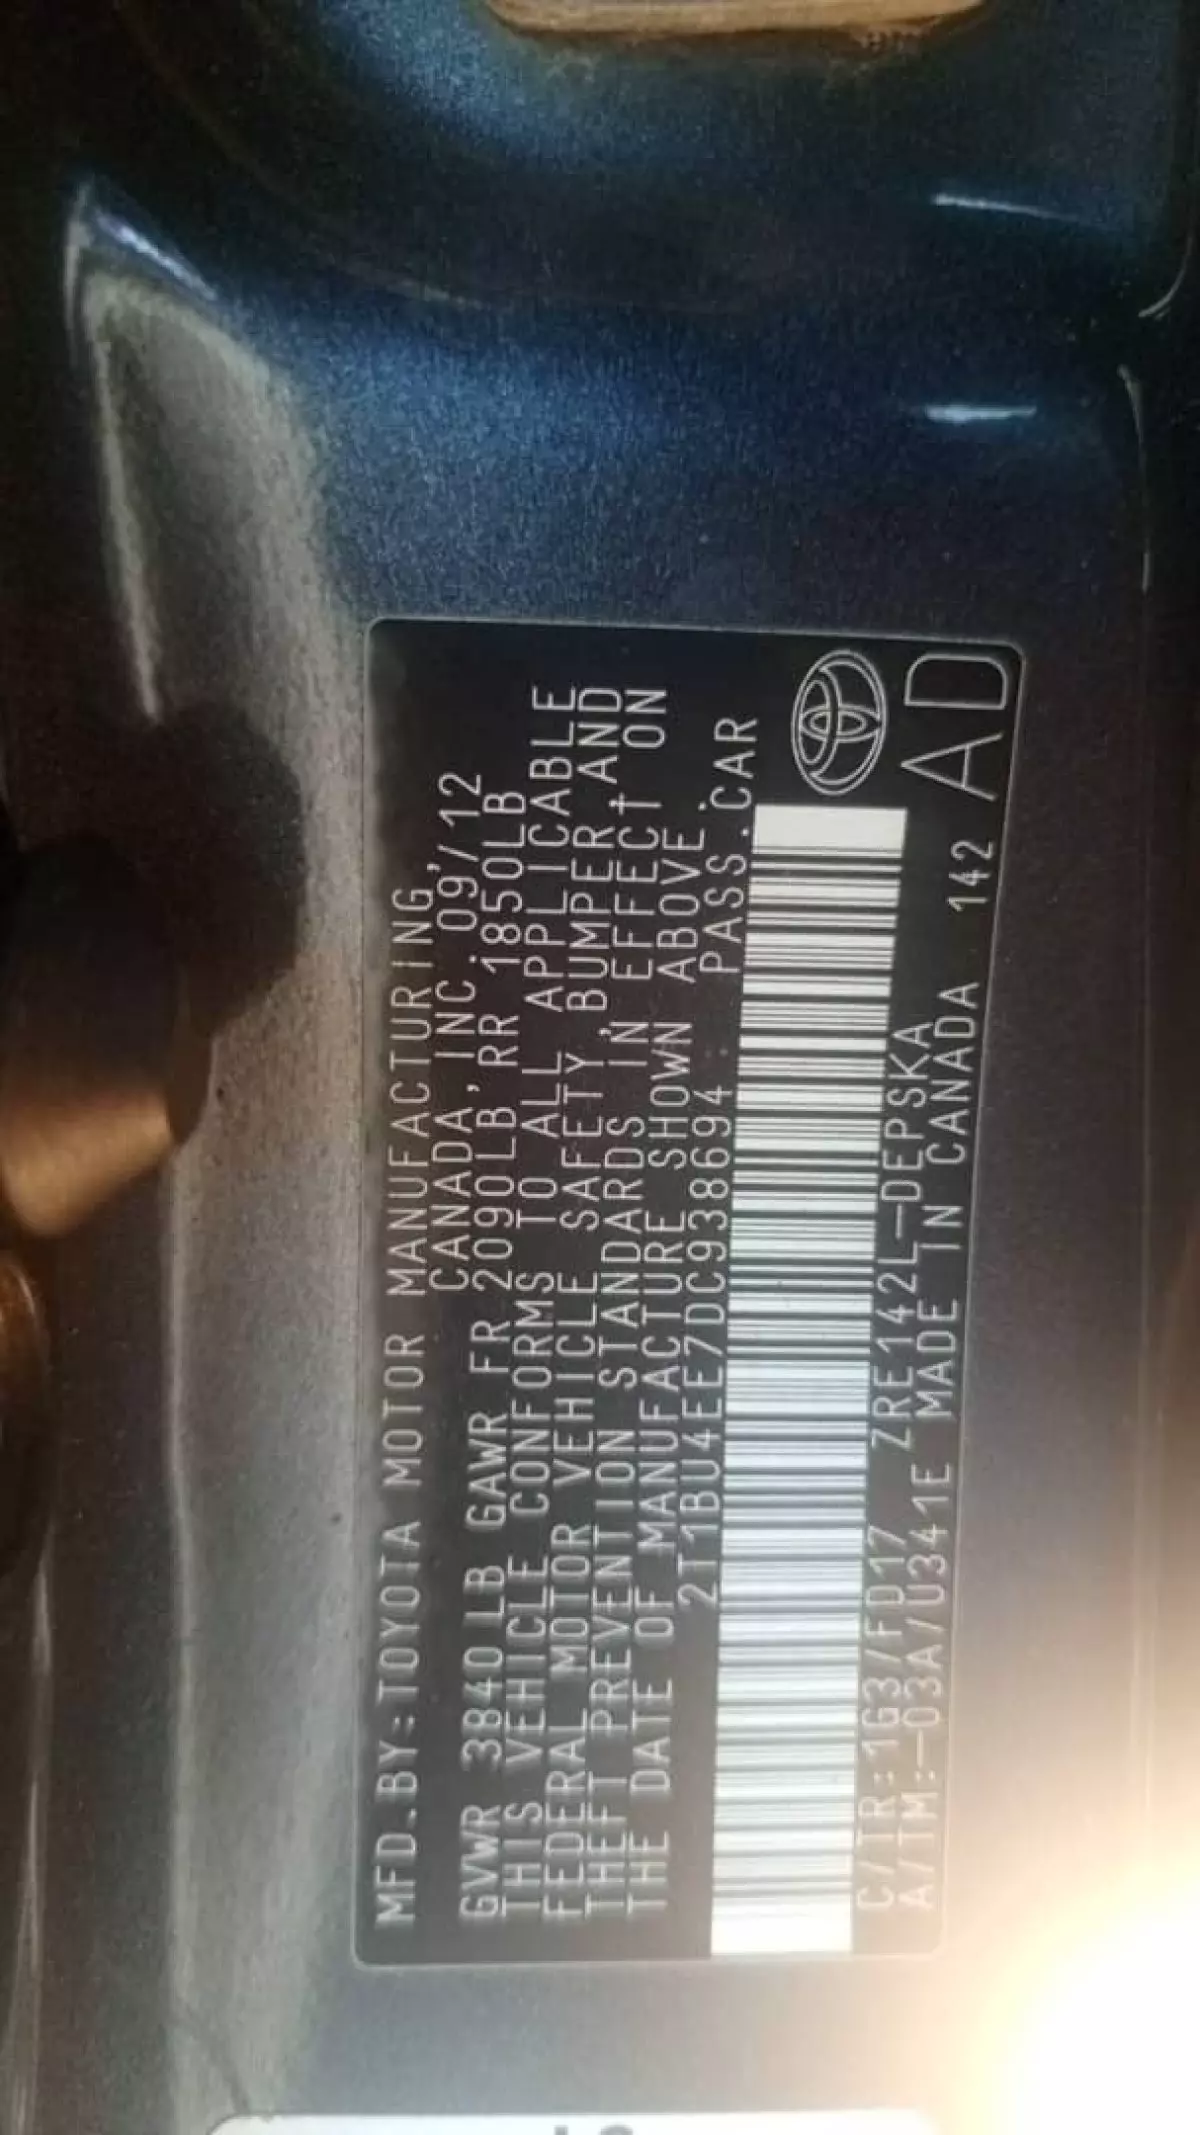 MFD.BY:TOYOTA MOTOR MANUFACTURING,
CANADA,INC. 09/12
GVWR 3840LB GAWR FR 2090LB, RR 1850LB
THIS VEHICLE CONFORMS TO ALL APPLICABLE
FEDERAL MOTOR VEHICLE SAFETY,BUMPER,AND
THEFT PREVENTION STANDARDS IN EFFECT ON
THE DATE OF MANUFACTURE SHOWN ABOVE.
2T1BU4EE7DC938694 PASS.CAR
C/TR:1G3/FD17 ZRE142L-DEPSKA
A/TM:-03A/U341E MADE IN CANADA 142 AD